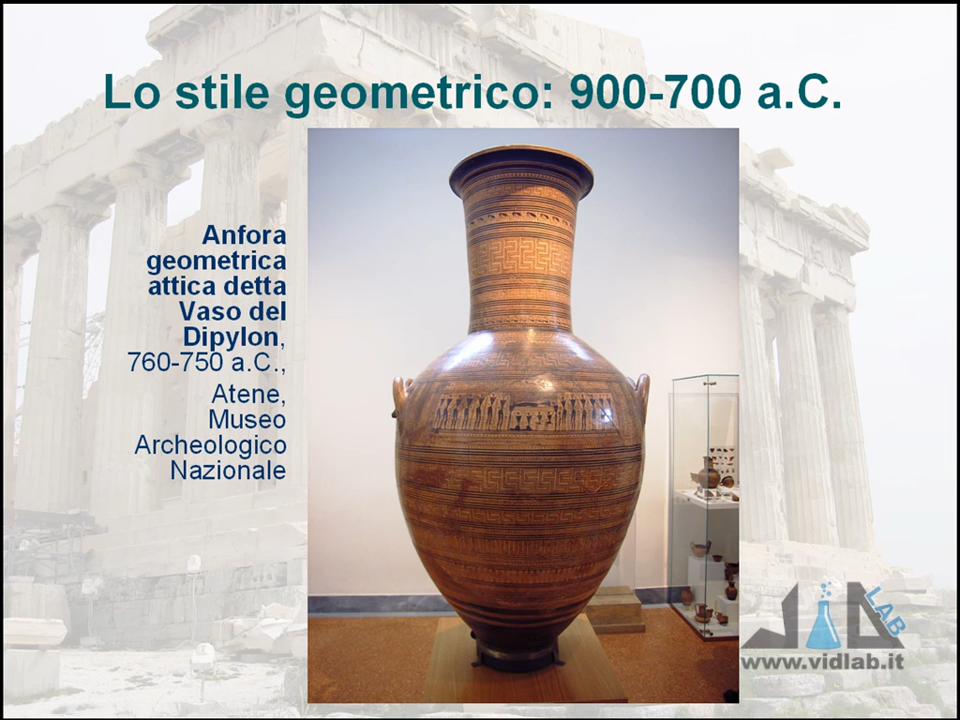 Lo stile geometrico: 900-700 a.C.
Anfora
geometrica
attica detta
Vaso del
Dipylon,
760-750 a.C.,
Atene,
Museo
Archeologico
Nazionale
VID LAB
www.vidlab.it